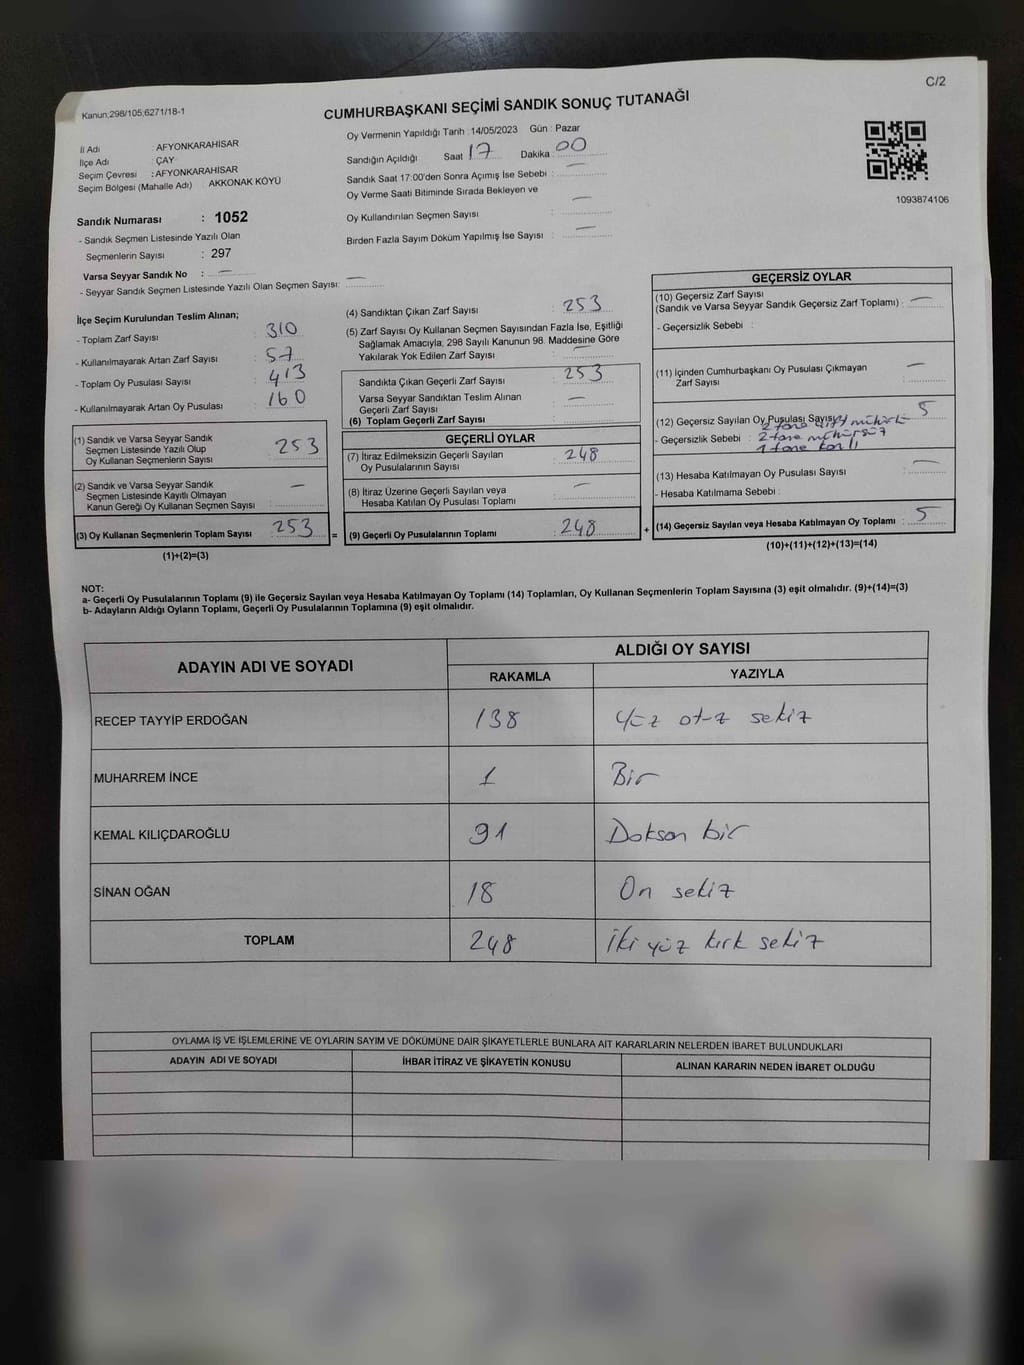 C/2
Kanun;298/105;6271/18-1
CUMHURBAŞKANI SEÇİMİ SANDIK SONUÇ TUTANAĞI
İl Adı : AFYONKARAHISAR
İlçe Adı : ÇAY
Seçim Çevresi : AFYONKARAHISAR
Seçim Bölgesi (Mahalle Adı) AKKONAK KÖYÜ
Sandık Numarası : 1052
- Sandık Seçmen Listesinde Yazılı Olan
Seçmenlerin Sayısı : 297
Varsa Seyyar Sandık No : —
- Seyyar Sandık Seçmen Listesinde Yazılı Olan Seçmen Sayısı: —
Oy Vermenin Yapıldığı Tarih : 14/05/2023 Gün : Pazar
Sandığın Açıldığı Saat 17 Dakika : 00
Sandık Saat 17:00'den Sonra Açımış İse Sebebi : —
Oy Verme Saati Bitiminde Sırada Bekleyen ve
Oy Kullandırılan Seçmen Sayısı : —
Birden Fazla Sayım Döküm Yapılmış İse Sayısı : —
1093874106
İlçe Seçim Kurulundan Teslim Alınan;
- Toplam Zarf Sayısı : 310
- Kullanılmayarak Artan Zarf Sayısı : 57
- Toplam Oy Pusulası Sayısı : 413
- Kullanılmayarak Artan Oy Pusulası : 160
(1) Sandık ve Varsa Seyyar Sandık
Seçmen Listesinde Yazılı Olup
Oy Kullanan Seçmenlerin Sayısı : 253
(2) Sandık ve Varsa Seyyar Sandık
Seçmen Listesinde Kayıtlı Olmayan
Kanun Gereği Oy Kullanan Seçmen Sayısı : —
(3) Oy Kullanan Seçmenlerin Toplam Sayısı : 253
(1)+(2)=(3)
(4) Sandıktan Çıkan Zarf Sayısı : 253
(5) Zarf Sayısı Oy Kullanan Seçmen Sayısından Fazla İse, Eşitliği
Sağlamak Amacıyla, 298 Sayılı Kanunun 98. Maddesine Göre
Yakılarak Yok Edilen Zarf Sayısı : —
Sandıkta Çıkan Geçerli Zarf Sayısı : 253
Varsa Seyyar Sandıktan Teslim Alınan
Geçerli Zarf Sayısı : —
(6) Toplam Geçerli Zarf Sayısı :
GEÇERLİ OYLAR
(7) İtiraz Edilmeksizin Geçerli Sayılan
Oy Pusulalarının Sayısı : 248
(8) İtiraz Üzerine Geçerli Sayılan veya
Hesaba Katılan Oy Pusulası Toplamı : —
= (9) Geçerli Oy Pusulalarının Toplamı : 248 +
GEÇERSİZ OYLAR
(10) Geçersiz Zarf Sayısı
(Sandık ve Varsa Seyyar Sandık Geçersiz Zarf Toplamı) : —
- Geçersizlik Sebebi :
(11) İçinden Cumhurbaşkanı Oy Pusulası Çıkmayan
Zarf Sayısı : —
(12) Geçersiz Sayılan Oy Pusulası Sayısı : 5
2 tane çift mühürlü
- Geçersizlik Sebebi : 2 tane mühürsüz
1 tane
(13) Hesaba Katılmayan Oy Pusulası Sayısı : —
- Hesaba Katılmama Sebebi :
(14) Geçersiz Sayılan veya Hesaba Katılmayan Oy Toplamı : 5
(10)+(11)+(12)+(13)=(14)
NOT:
a- Geçerli Oy Pusulalarının Toplamı (9) ile Geçersiz Sayılan veya Hesaba Katılmayan Oy Toplamı (14) Toplamları, Oy Kullanan Seçmenlerin Toplam Sayısına (3) eşit olmalıdır. (9)+(14)=(3)
b- Adayların Aldığı Oyların Toplamı, Geçerli Oy Pusulalarının Toplamına (9) eşit olmalıdır.
ADAYIN ADI VE SOYADI
ALDIĞI OY SAYISI
RAKAMLA YAZIYLA
RECEP TAYYİP ERDOĞAN 138 Yüz otuz sekiz
MUHARREM İNCE 1 Bir
KEMAL KILIÇDAROĞLU 91 Doksan bir
SİNAN OĞAN 18 On sekiz
TOPLAM 248 İki yüz kırk sekiz
OYLAMA İŞ VE İŞLEMLERİNE VE OYLARIN SAYIM VE DÖKÜMÜNE DAİR ŞİKAYETLERLE BUNLARA AİT KARARLARIN NELERDEN İBARET BULUNDUKLARI
ADAYIN ADI VE SOYADI İHBAR İTİRAZ VE ŞİKAYETİN KONUSU ALINAN KARARIN NEDEN İBARET OLDUĞU